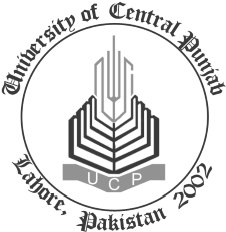 University of Central Punjab
UCP
Lahore, Pakistan 2002